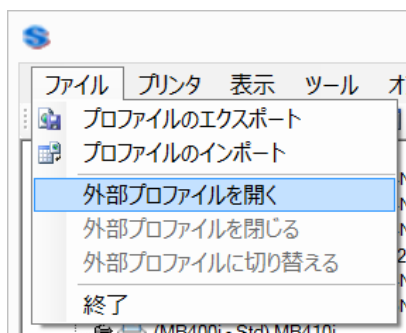 ファイル プリンタ 表示 ツール オ
プロファイルのエクスポート
プロファイルのインポート
外部プロファイルを開く
外部プロファイルを閉じる
外部プロファイルに切り替える
終了
(MB400i - Std) MB410i